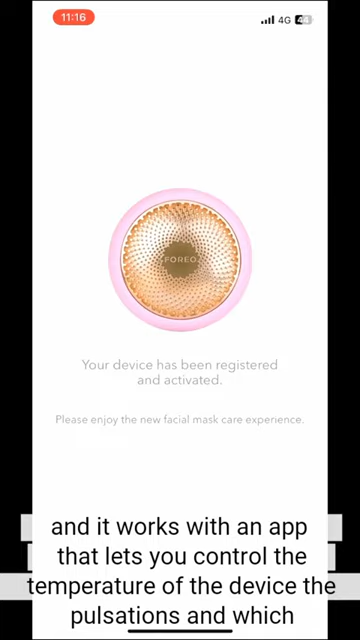 11:16
4G
FOREO
Your device has been registered
and activated.
Please enjoy the new facial mask care experience.
and it works with an app
that lets you control the
temperature of the device the
pulsations and which